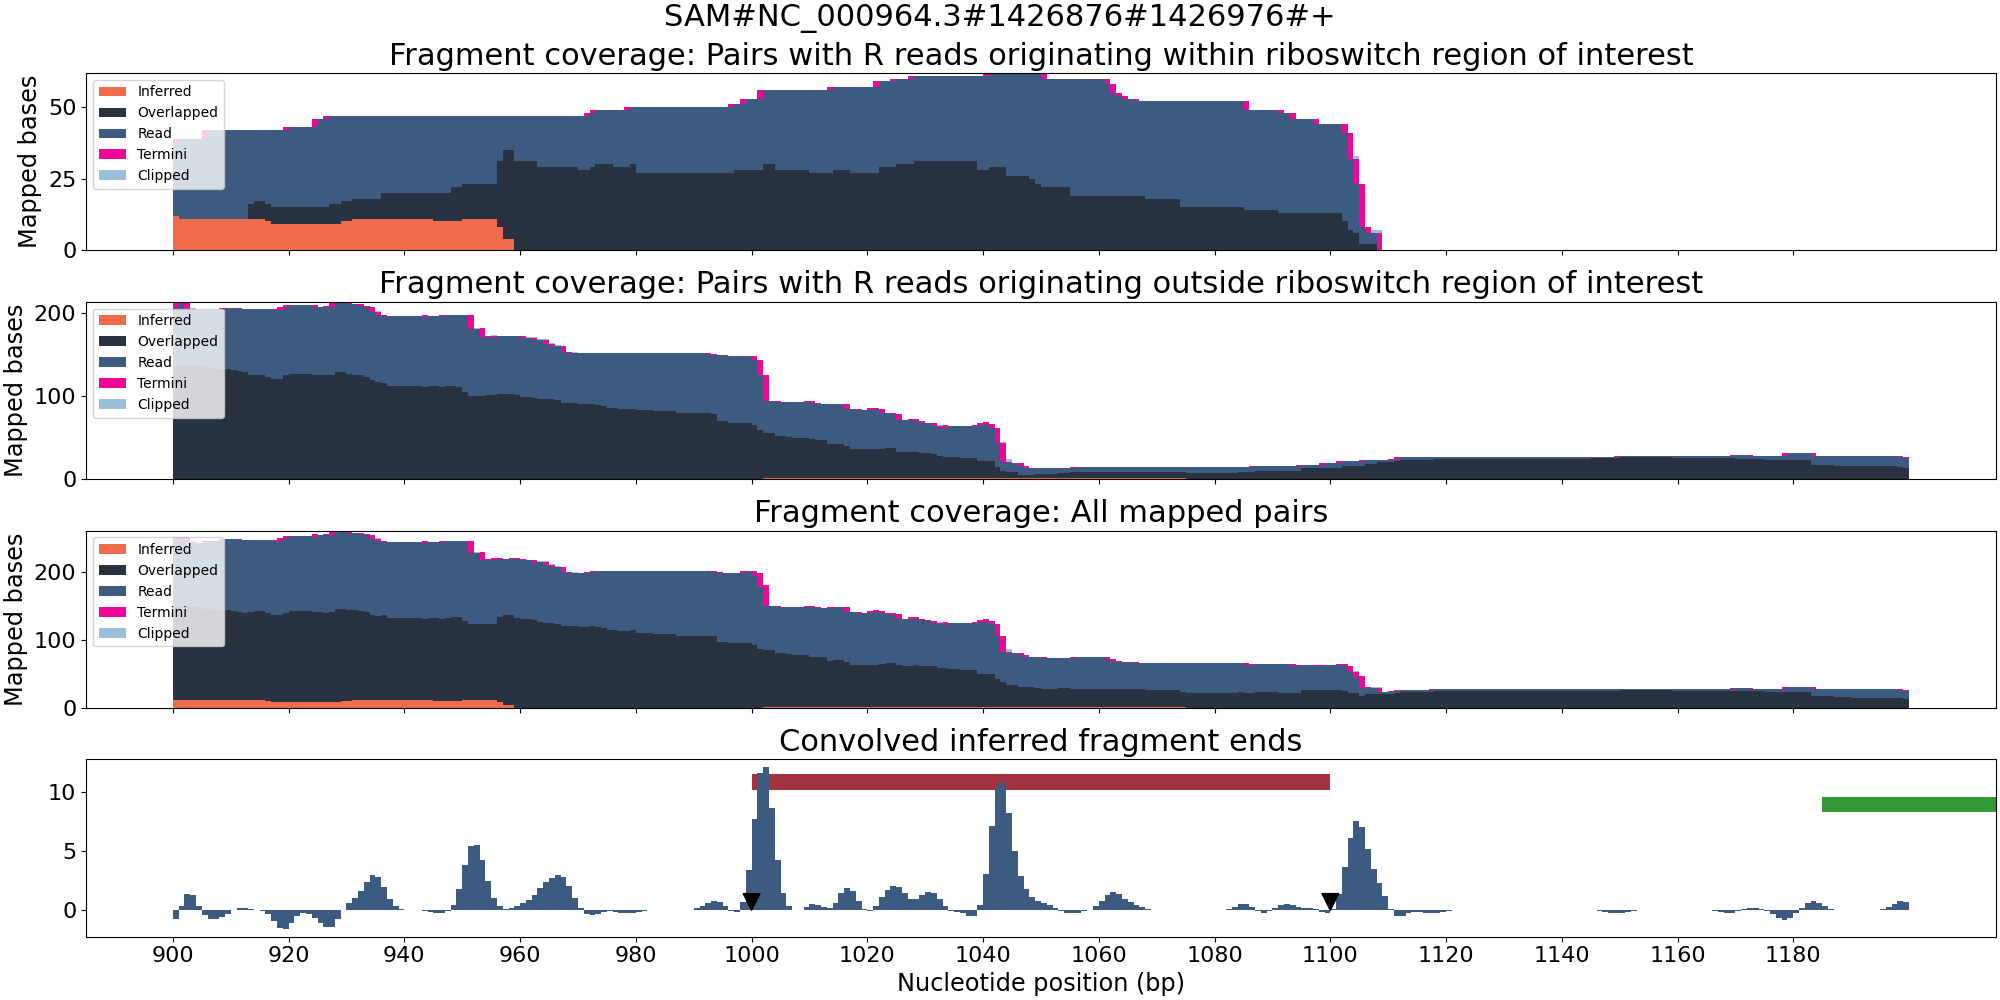 SAM#NC_000964.3#1426876#1426976#+
Fragment coverage: Pairs with R reads originating within riboswitch region of interest
Mapped bases
50
25
0
Inferred
Overlapped
Read
Termini
Clipped
Fragment coverage: Pairs with R reads originating outside riboswitch region of interest
Mapped bases
200
100
0
Inferred
Overlapped
Read
Termini
Clipped
Fragment coverage: All mapped pairs
Mapped bases
200
100
0
Inferred
Overlapped
Read
Termini
Clipped
Convolved inferred fragment ends
10
5
0
900 920 940 960 980 1000 1020 1040 1060 1080 1100 1120 1140 1160 1180
Nucleotide position (bp)